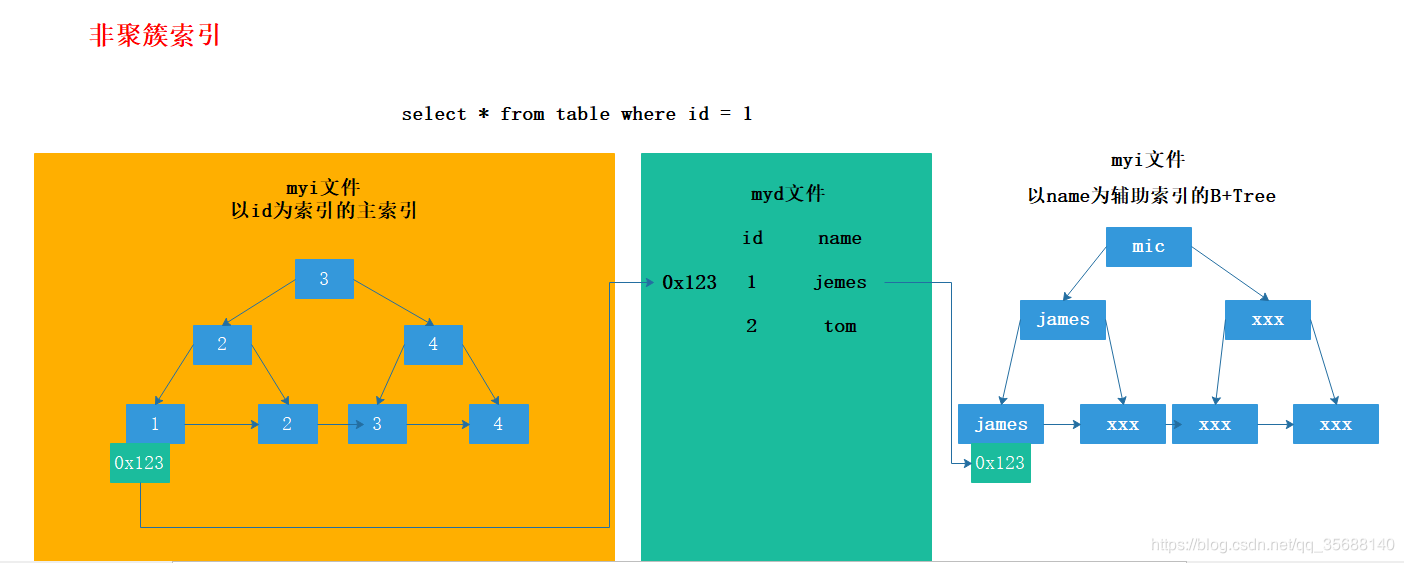 非聚簇索引
select * from table where id = 1
myi文件
以id为索引的主索引
3
2
4
1
2
3
4
0x123
myd文件
id name
0x123 1 jemes
2 tom
myi文件
以name为辅助索引的B+Tree
mic
james
xxx
james
xxx
xxx
xxx
0x123
https://blog.csdn.net/qq_35688140